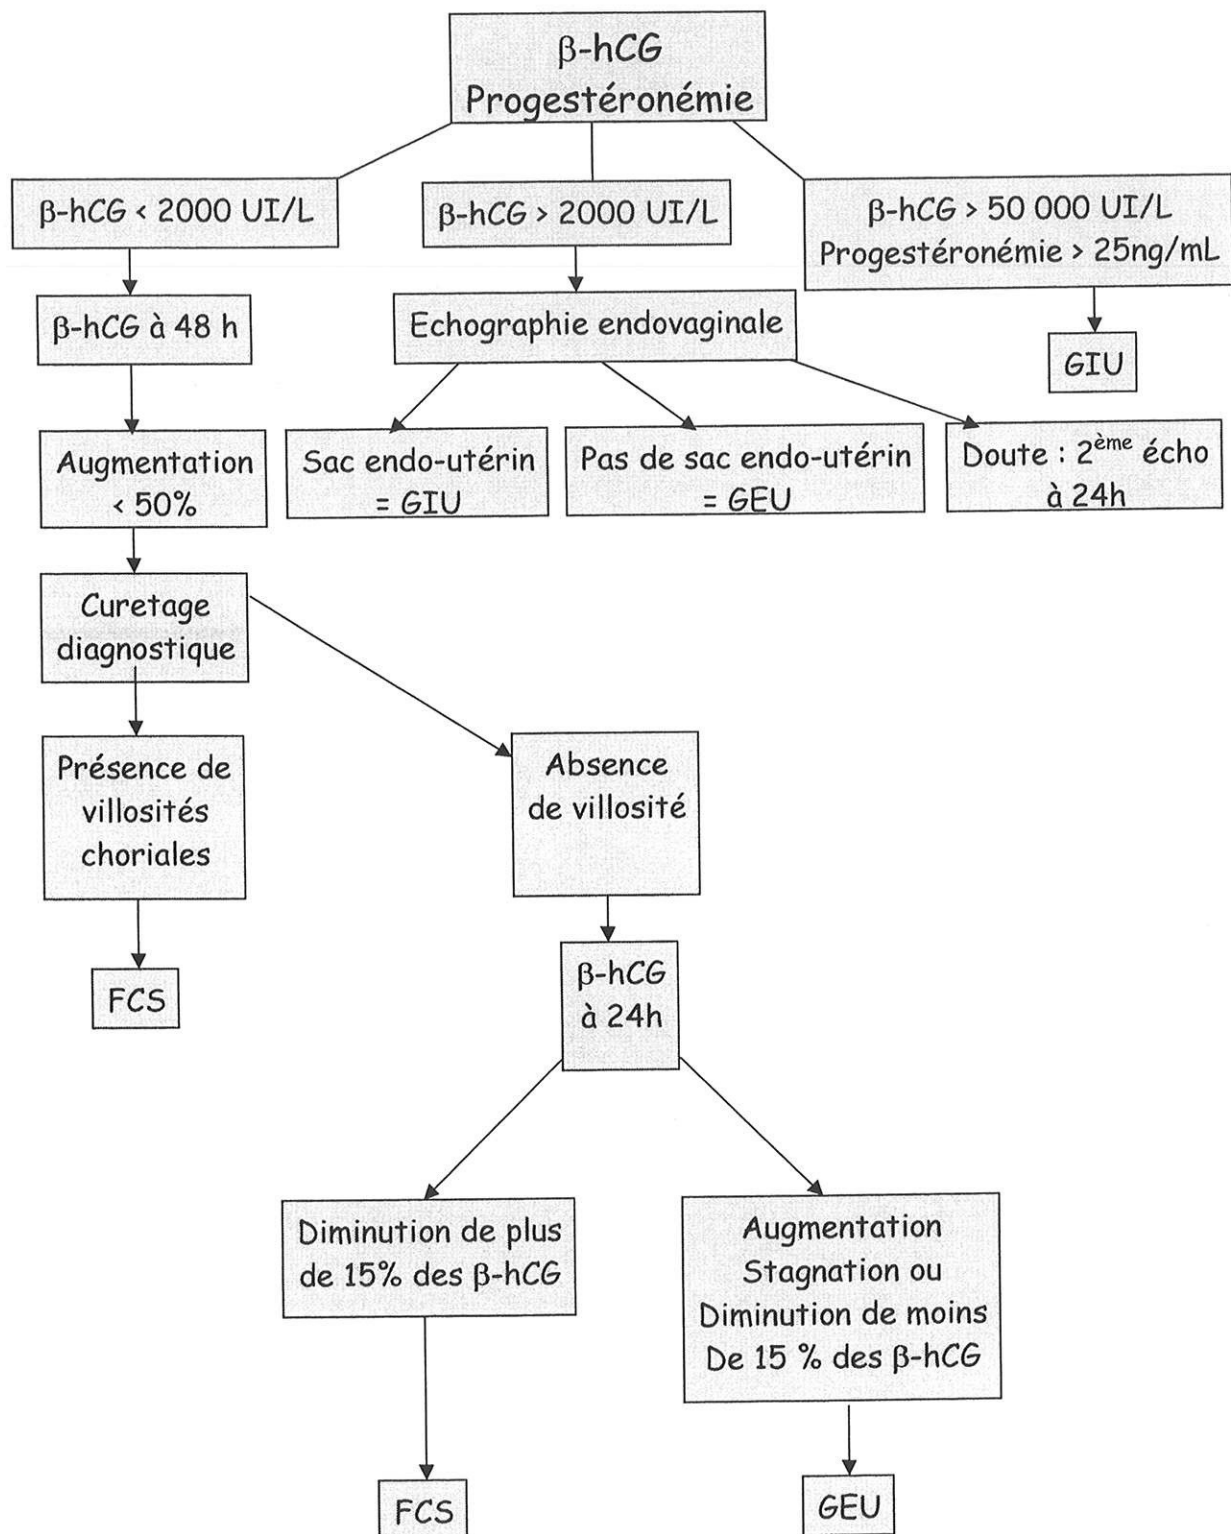 β-hCG
Progestéronémie
β-hCG < 2000 UI/L
β-hCG > 2000 UI/L
β-hCG > 50 000 UI/L
Progestéronémie > 25ng/mL
β-hCG à 48 h
Echographie endovaginale
GIU
Augmentation
< 50%
Sac endo-utérin
= GIU
Pas de sac endo-utérin
= GEU
Doute : 2ème écho
à 24h
Curetage
diagnostique
Présence de
villosités
choriales
Absence
de villosité
FCS
β-hCG
à 24h
Diminution de plus
de 15% des β-hCG
Augmentation
Stagnation ou
Diminution de moins
De 15 % des β-hCG
FCS
GEU